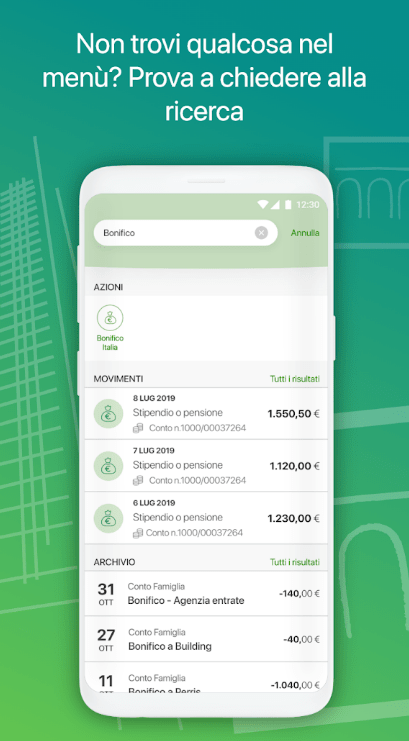 Non trovi qualcosa nel
menù? Prova a chiedere alla
ricerca
12:30
Bonifico
Annulla
AZIONI
Bonifico
Italia
MOVIMENTI
Tutti i risultati
8 LUG 2019
Stipendio o pensione
1.550,50 €
Conto n.1000/00037264
7 LUG 2019
Stipendio o pensione
1.120,00 €
Conto n.1000/00037264
6 LUG 2019
Stipendio o pensione
1.230,00 €
Conto n.1000/00037264
ARCHIVIO
Tutti i risultati
31
OTT
Conto Famiglia
Bonifico - Agenzia entrate
-140,00 €
27
OTT
Conto Famiglia
Bonifico a Building
-40,00 €
11
OTT
Conto Famiglia
Bonifico a Perris
-1.040,00 €